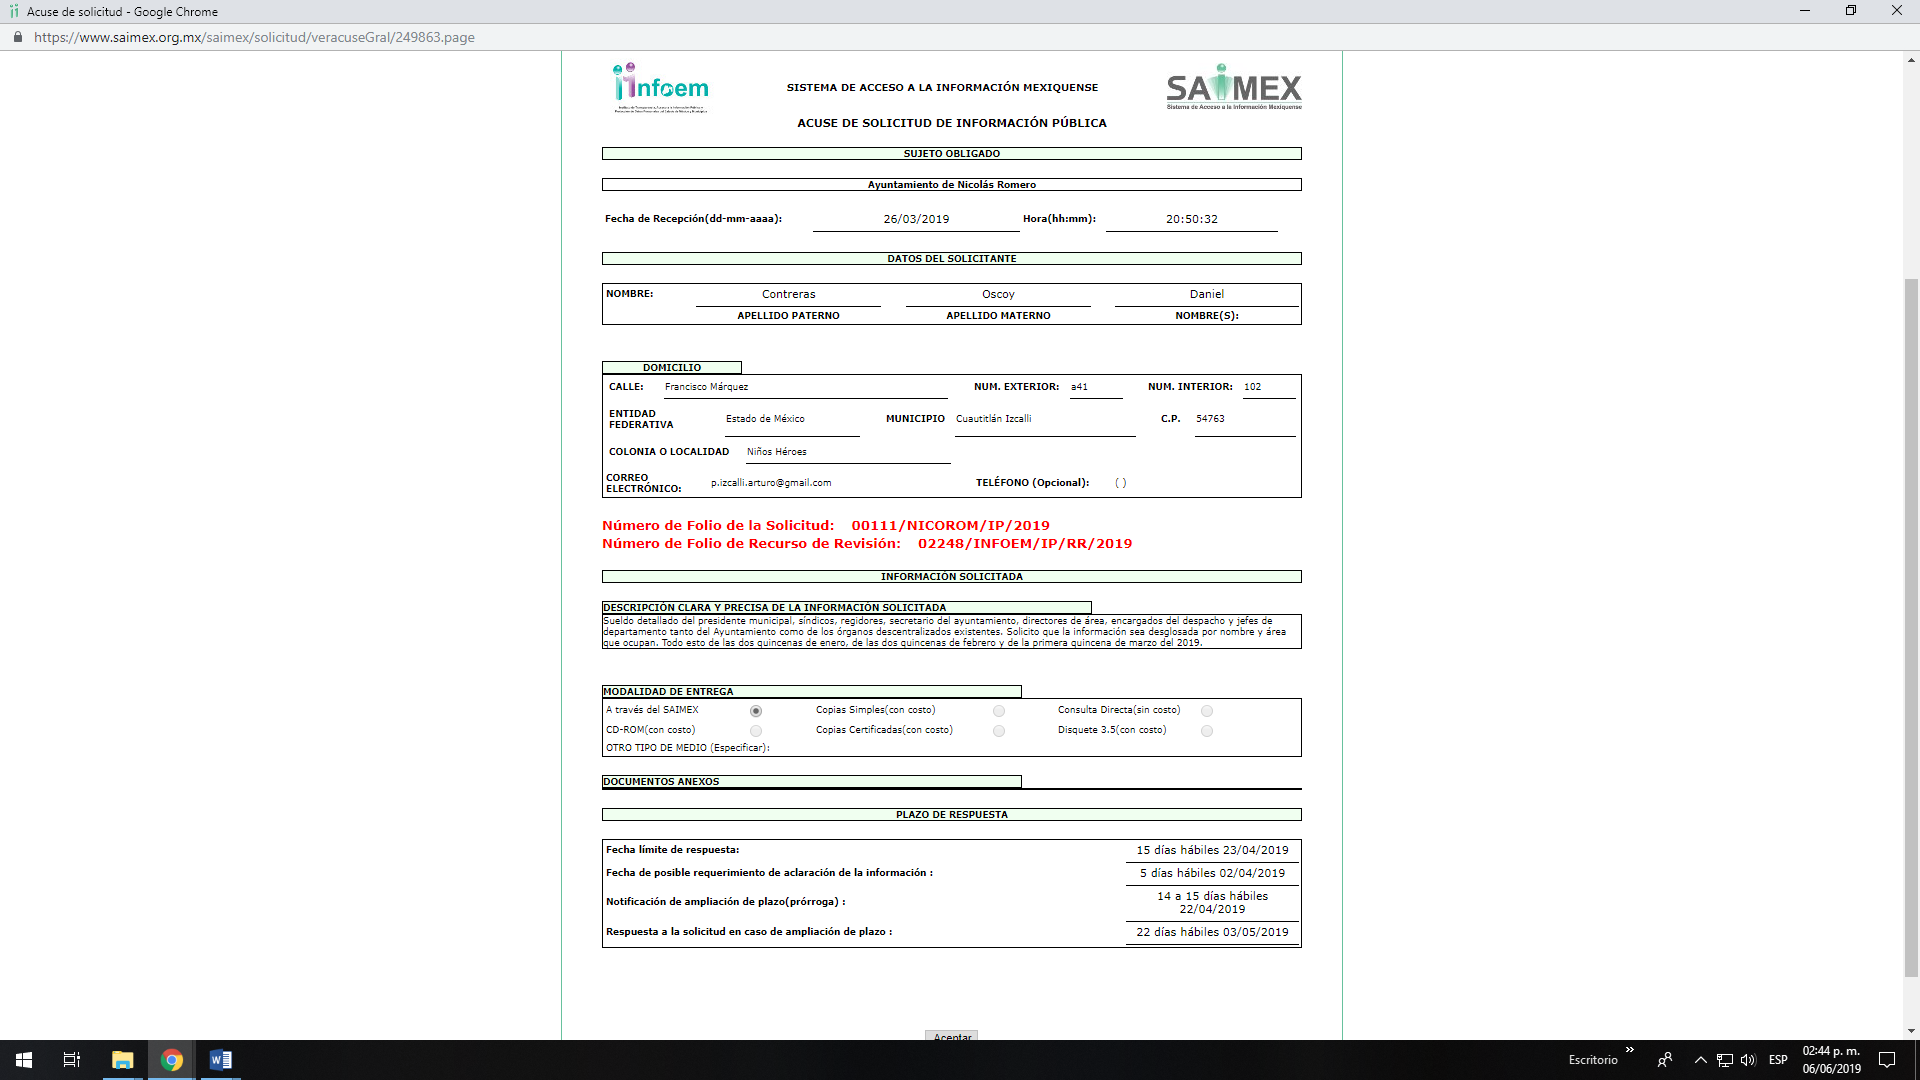 Acuse de solicitud - Google Chrome
https://www.saimex.org.mx/saimex/solicitud/veracuseGral/249863.page
infoem
SISTEMA DE ACCESO A LA INFORMACIÓN MEXIQUENSE
SAIMEX
Sistema de Acceso a la Información Mexiquense
ACUSE DE SOLICITUD DE INFORMACIÓN PÚBLICA
SUJETO OBLIGADO
Ayuntamiento de Nicolás Romero
Fecha de Recepción(dd-mm-aaaa): 26/03/2019 Hora(hh:mm): 20:50:32
DATOS DEL SOLICITANTE
NOMBRE: Contreras Oscoy Daniel
APELLIDO PATERNO APELLIDO MATERNO NOMBRE(S):
DOMICILIO
CALLE: Francisco Márquez NUM. EXTERIOR: a41 NUM. INTERIOR: 102
ENTIDAD FEDERATIVA Estado de México MUNICIPIO Cuautitlán Izcalli C.P. 54763
COLONIA O LOCALIDAD Niños Héroes
CORREO ELECTRÓNICO: p.izcalli.arturo@gmail.com TELÉFONO (Opcional): ( )
Número de Folio de la Solicitud: 00111/NICOROM/IP/2019
Número de Folio de Recurso de Revisión: 02248/INFOEM/IP/RR/2019
INFORMACIÓN SOLICITADA
DESCRIPCIÓN CLARA Y PRECISA DE LA INFORMACIÓN SOLICITADA
Sueldo detallado del presidente municipal, síndicos, regidores, secretario del ayuntamiento, directores de área, encargados del despacho y jefes de
departamento tanto del Ayuntamiento como de los órganos descentralizados existentes. Solicito que la información sea desglosada por nombre y área
que ocupan. Todo esto de las dos quincenas de enero, de las dos quincenas de febrero y de la primera quincena de marzo del 2019.
MODALIDAD DE ENTREGA
A través del SAIMEX Copias Simples(con costo) Consulta Directa(sin costo)
CD-ROM(con costo) Copias Certificadas(con costo) Disquete 3.5(con costo)
OTRO TIPO DE MEDIO (Especificar):
DOCUMENTOS ANEXOS
PLAZO DE RESPUESTA
Fecha límite de respuesta: 15 días hábiles 23/04/2019
Fecha de posible requerimiento de aclaración de la información : 5 días hábiles 02/04/2019
Notificación de ampliación de plazo(prórroga) : 14 a 15 días hábiles 22/04/2019
Respuesta a la solicitud en caso de ampliación de plazo : 22 días hábiles 03/05/2019
Aceptar
Escritorio » ESP 02:44 p. m.
06/06/2019